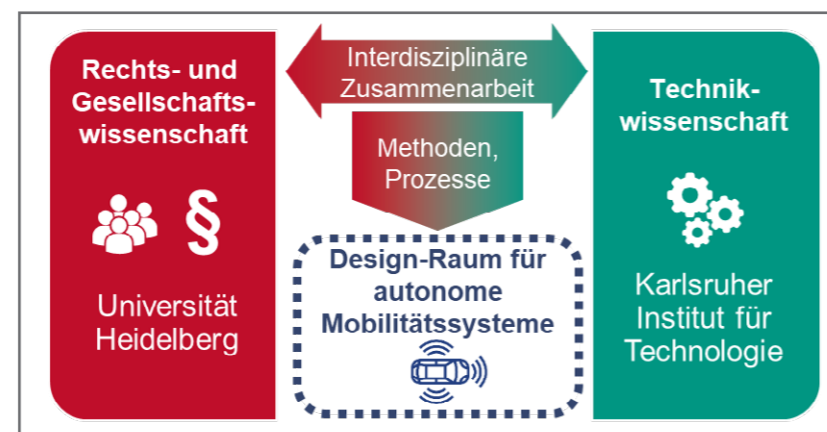 Rechts- und
Gesellschafts-
wissenschaft
§
Universität
Heidelberg
Interdisziplinäre
Zusammenarbeit
Methoden,
Prozesse
Design-Raum für
autonome
Mobilitätssysteme
Technik-
wissenschaft
Karlsruher
Institut für
Technologie